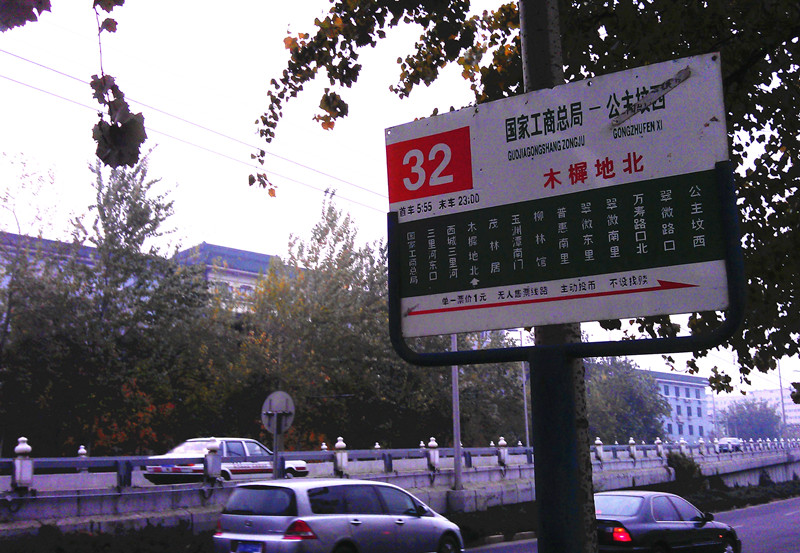 32
国家工商总局 — 公主坟西
GUOJIAGONGSHANG ZONGJU GONGZHUFEN XI
木樨地北
首车 5:55 末车 23:00
国家工商总局
三里河东口
西城三里河
木樨地北
茂林居
玉渊潭南门
柳林馆
普惠南里
翠微东里
翠微南里
万寿路口北
翠微路口
公主坟西
单一票价1元 无人售票线路 主动投币 不设找赎